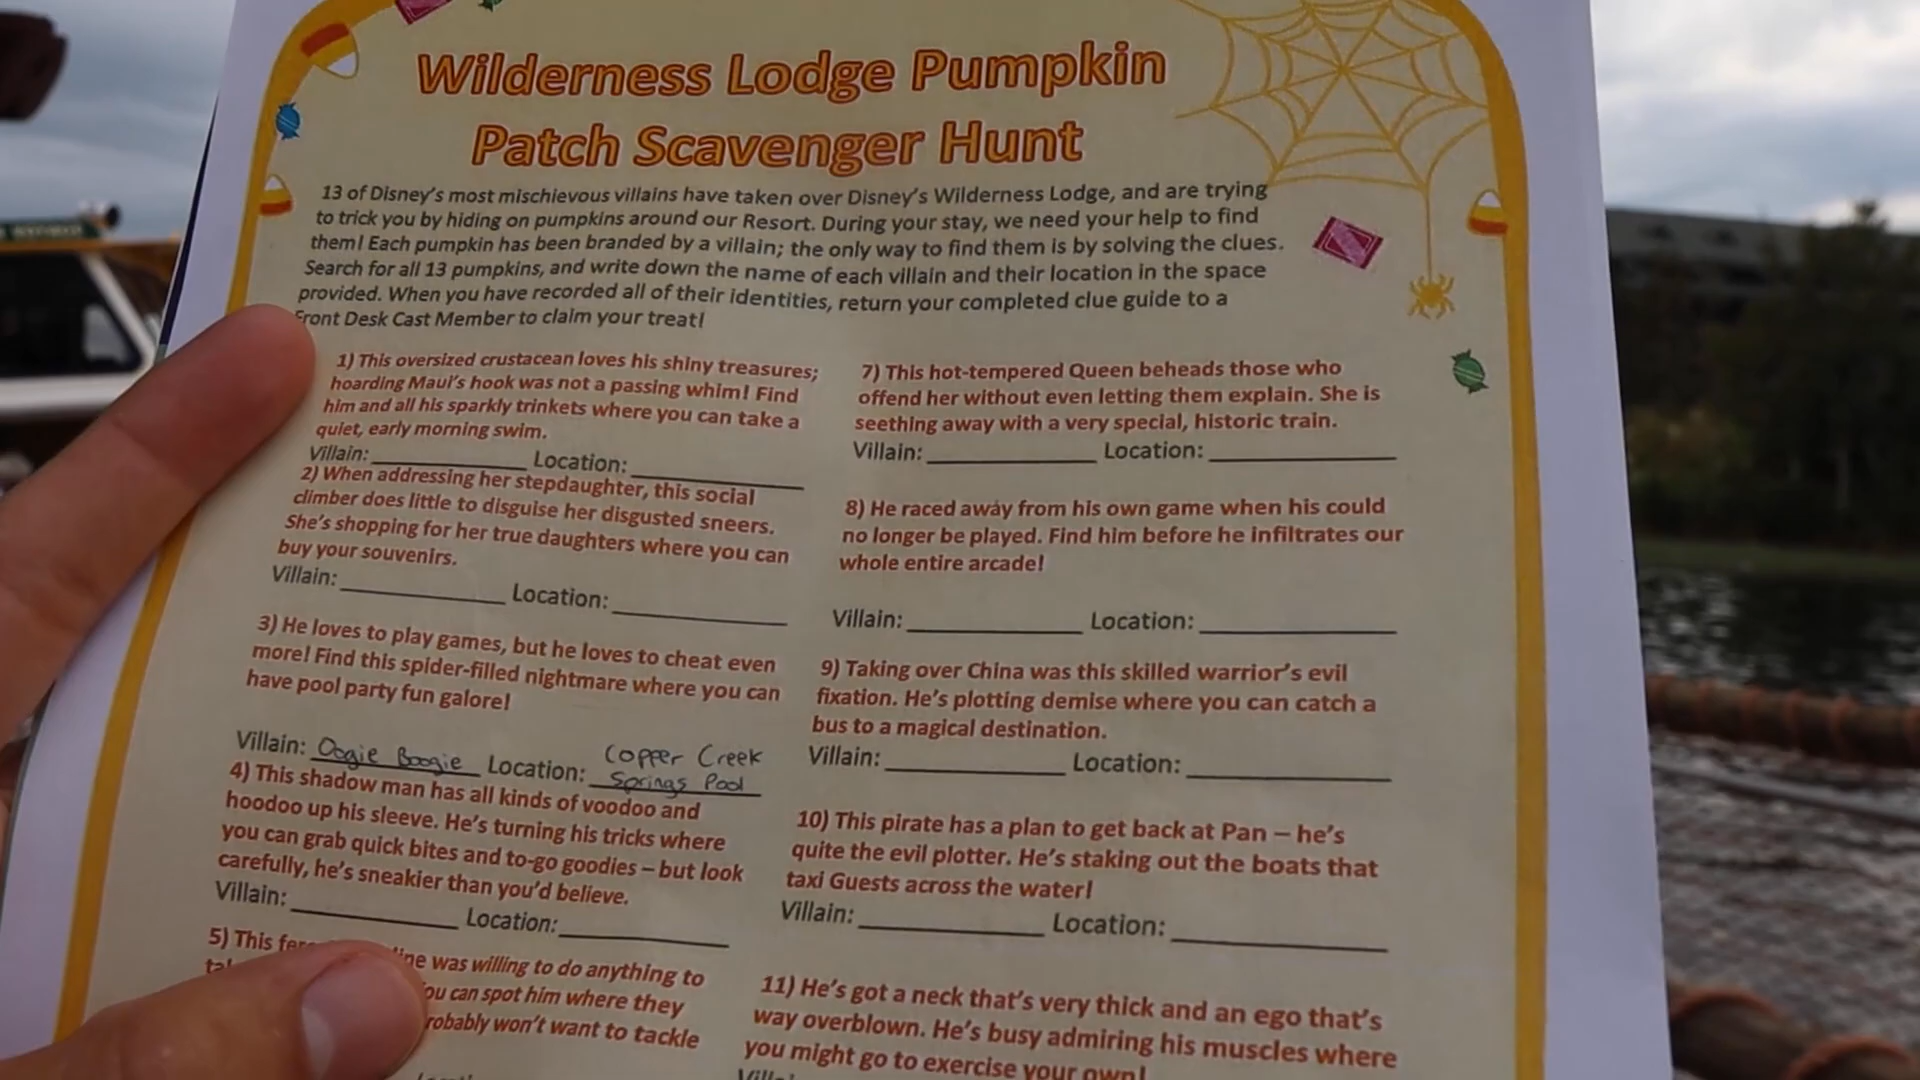 Wilderness Lodge Pumpkin
Patch Scavenger Hunt
13 of Disney's most mischievous villains have taken over Disney's Wilderness Lodge, and are trying
to trick you by hiding on pumpkins around our Resort. During your stay, we need your help to find
them! Each pumpkin has been branded by a villain; the only way to find them is by solving the clues.
Search for all 13 pumpkins, and write down the name of each villain and their location in the space
provided. When you have recorded all of their identities, return your completed clue guide to a
Front Desk Cast Member to claim your treat!
1) This oversized crustacean loves his shiny treasures;
hoarding Maui's hook was not a passing whim! Find
him and all his sparkly trinkets where you can take a
quiet, early morning swim.
Villain: Location:
2) When addressing her stepdaughter, this social
climber does little to disguise her disgusted sneers.
She's shopping for her true daughters where you can
buy your souvenirs.
Villain: Location:
3) He loves to play games, but he loves to cheat even
more! Find this spider-filled nightmare where you can
have pool party fun galore!
Villain: Oogie Boogie Location: Copper Creek
Springs Pool
4) This shadow man has all kinds of voodoo and
hoodoo up his sleeve. He's turning his tricks where
you can grab quick bites and to-go goodies – but look
carefully, he's sneakier than you'd believe.
Villain: Location:
5) This was willing to do anything to
you can spot him where they
probably won't want to tackle
7) This hot-tempered Queen beheads those who
offend her without even letting them explain. She is
seething away with a very special, historic train.
Villain: Location:
8) He raced away from his own game when his could
no longer be played. Find him before he infiltrates our
whole entire arcade!
Villain: Location:
9) Taking over China was this skilled warrior's evil
fixation. He's plotting demise where you can catch a
bus to a magical destination.
Villain: Location:
10) This pirate has a plan to get back at Pan – he's
quite the evil plotter. He's staking out the boats that
taxi Guests across the water!
Villain: Location:
11) He's got a neck that's very thick and an ego that's
way overblown. He's busy admiring his muscles where
you might go to exercise your own!